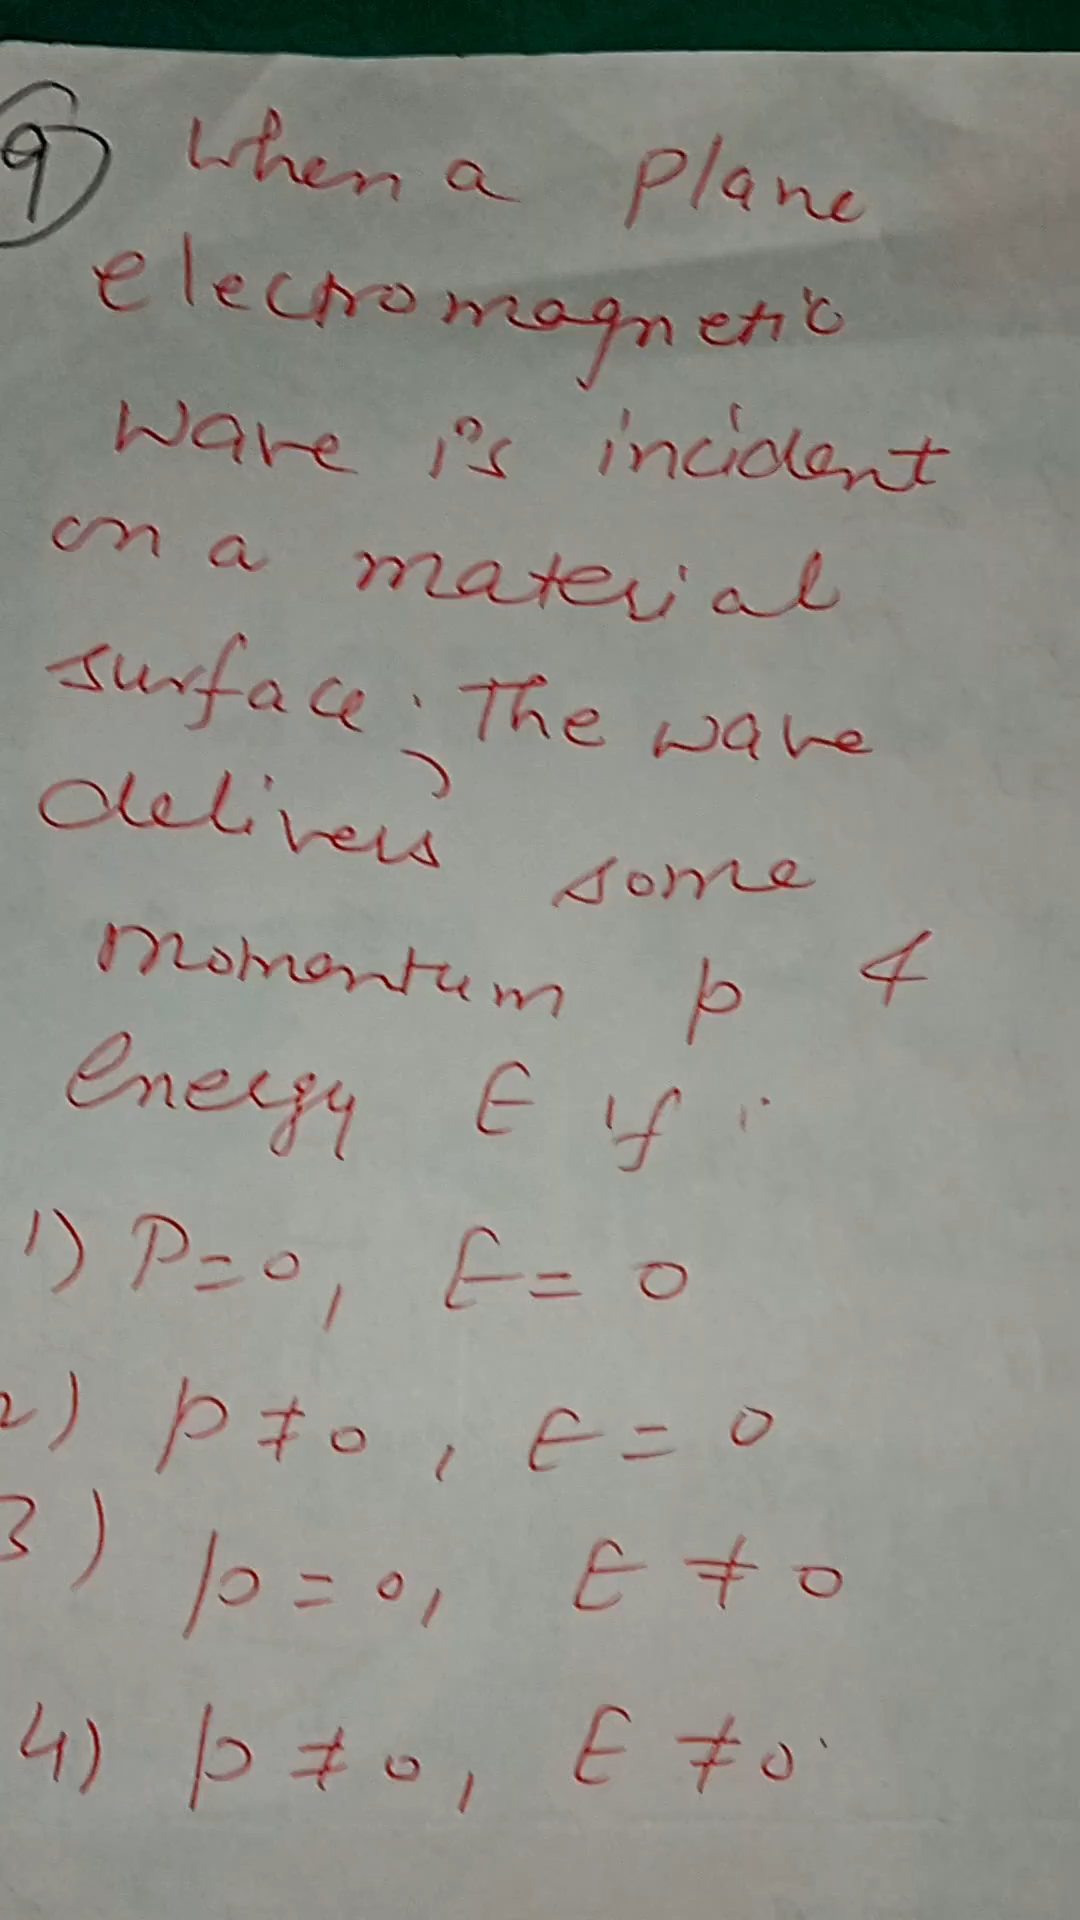 9) When a plane
electromagnetic
wave is incident
on a material
surface. The wave
delivers some
momentum p &
energy E if :
1) P=0, E=0
2) p≠0, E=0
3) p=0, E≠0
4) p≠0, E≠0